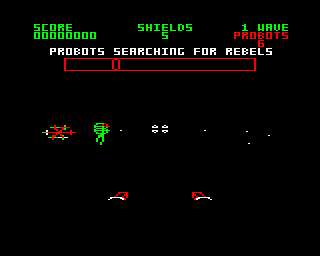 SCORE SHIELDS 1 WAVE
00000000 5 PROBOTS
6
PROBOTS SEARCHING FOR REBELS